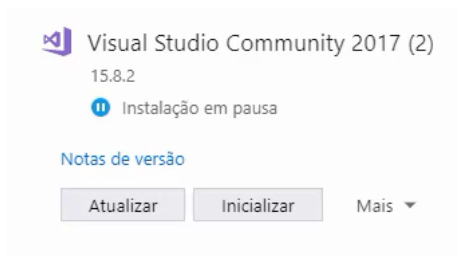 Visual Studio Community 2017 (2)
15.8.2
Instalação em pausa
Notas de versão
Atualizar Inicializar Mais